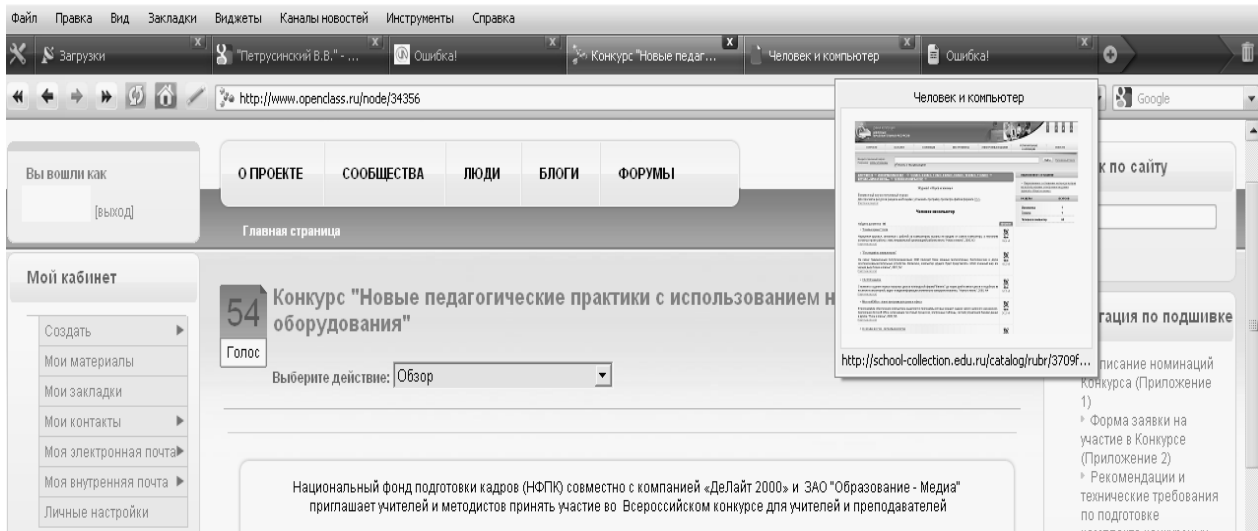 Файл Правка Вид Закладки Виджеты Каналы новостей Инструменты Справка
Загрузки "Петрусинский В.В." - ... Ошибка! Конкурс "Новые педаг... Человек и компьютер Ошибка!
http://www.openclass.ru/node/34356 Google
Человек и компьютер
http://school-collection.edu.ru/catalog/rubr/3709f...
Вы вошли как
[выход]
О ПРОЕКТЕ СООБЩЕСТВА ЛЮДИ БЛОГИ ФОРУМЫ
Главная страница
к по сайту
Мой кабинет
Создать
Мои материалы
Мои закладки
Мои контакты
Моя электронная почта
Моя внутренняя почта
Личные настройки
54
Голос
Конкурс "Новые педагогические практики с использованием н
оборудования"
Выберите действие: Обзор
Национальный фонд подготовки кадров (НФПК) совместно с компанией «ДеЛайт 2000» и ЗАО "Образование - Медиа"
приглашает учителей и методистов принять участие во Всероссийском конкурсе для учителей и преподавателей
гация по подшивке
писание номинаций
Конкурса (Приложение
1)
Форма заявки на
участие в Конкурсе
(Приложение 2)
Рекомендации и
технические требования
по подготовке